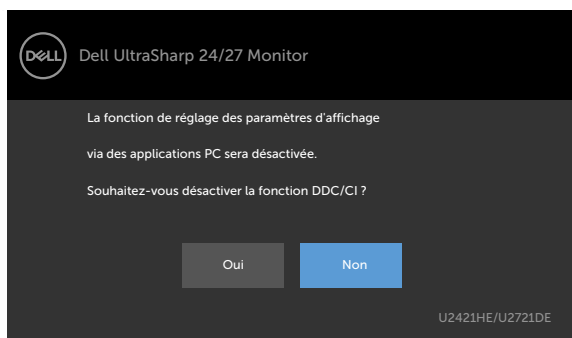 DELL
Dell UltraSharp 24/27 Monitor
La fonction de réglage des paramètres d'affichage
via des applications PC sera désactivée.
Souhaitez-vous désactiver la fonction DDC/CI ?
Oui
Non
U2421HE/U2721DE